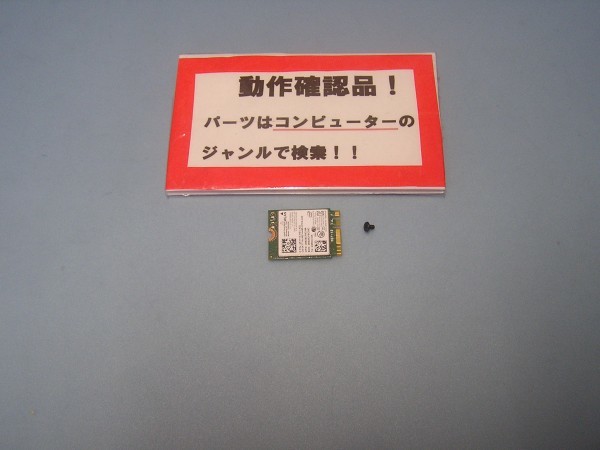 動作確認品！
パーツはコンピューターの
ジャンルで検索！！